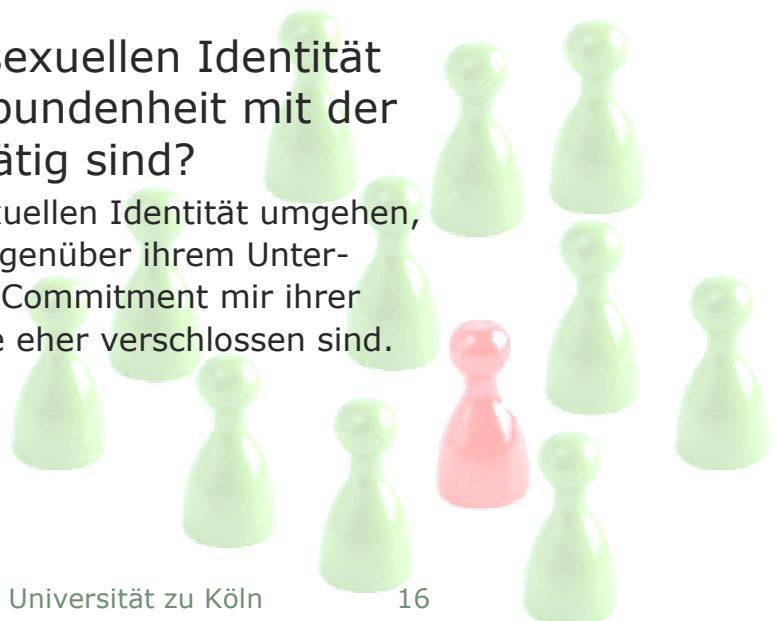 sexuellen Identität
bundenheit mit der
ätig sind?
xuellen Identität umgehen,
genüber ihrem Unter-
Commitment mir ihrer
e eher verschlossen sind.
Universität zu Köln 16